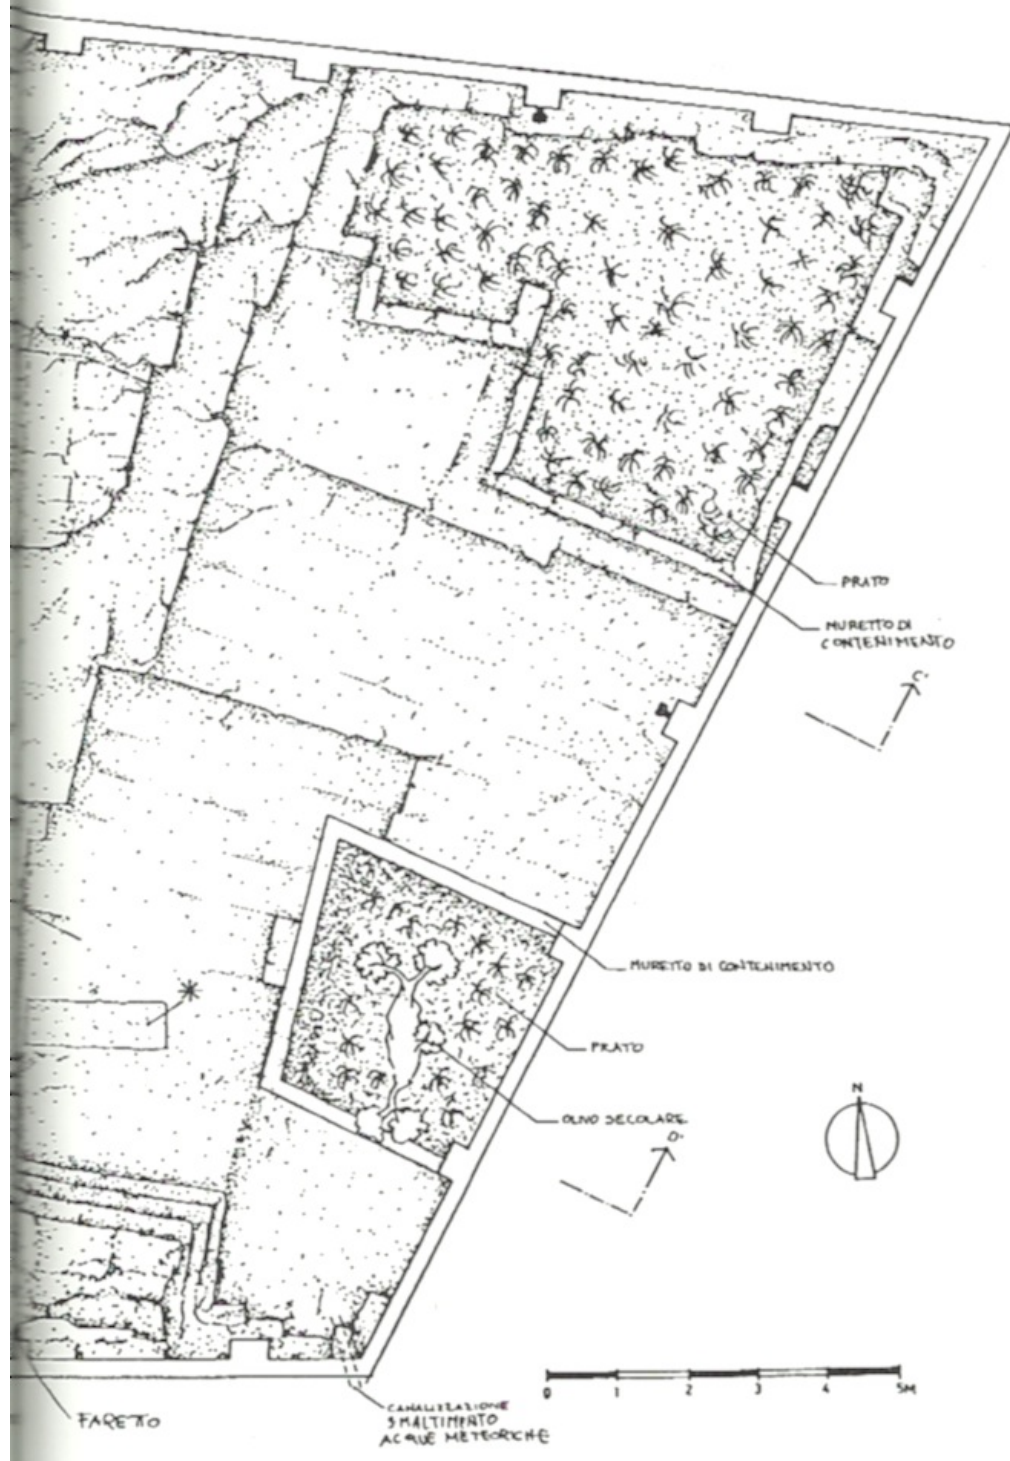 PRATO
MURETTO DI
CONTENIMENTO
C'
MURETTO DI CONTENIMENTO
PRATO
OLIVO SECOLARE
D'
N
0 1 2 3 4 5M
CANALIZZAZIONE
SMALTIMENTO
ACQUE METEORICHE
FARETTO